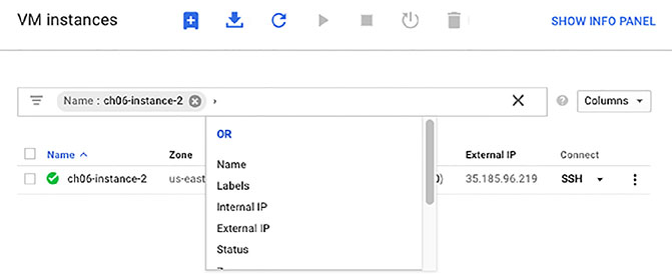 VM instances SHOW INFO PANEL
Name : ch06-instance-2 Columns
OR
Name Zone External IP Connect
Name
ch06-instance-2 us-east 0) 35.185.96.219 SSH
Labels
Internal IP
External IP
Status